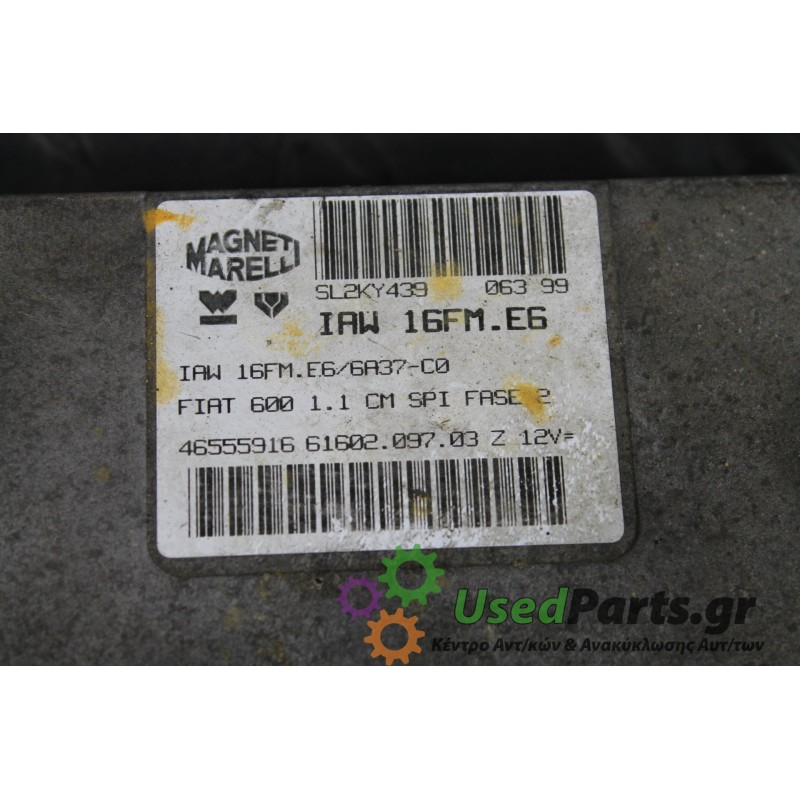 MAGNETI
MARELLI
SL2KY439 063 99
IAW 16FM.E6
IAW 16FM.E6/6A37-C0
FIAT 600 1.1 CM SPI FASE 2
46555916 61602.097.03 Z 12V=
UsedParts.gr
Κέντρο Αντ/κών & Ανακύκλωσης Αυτ/των